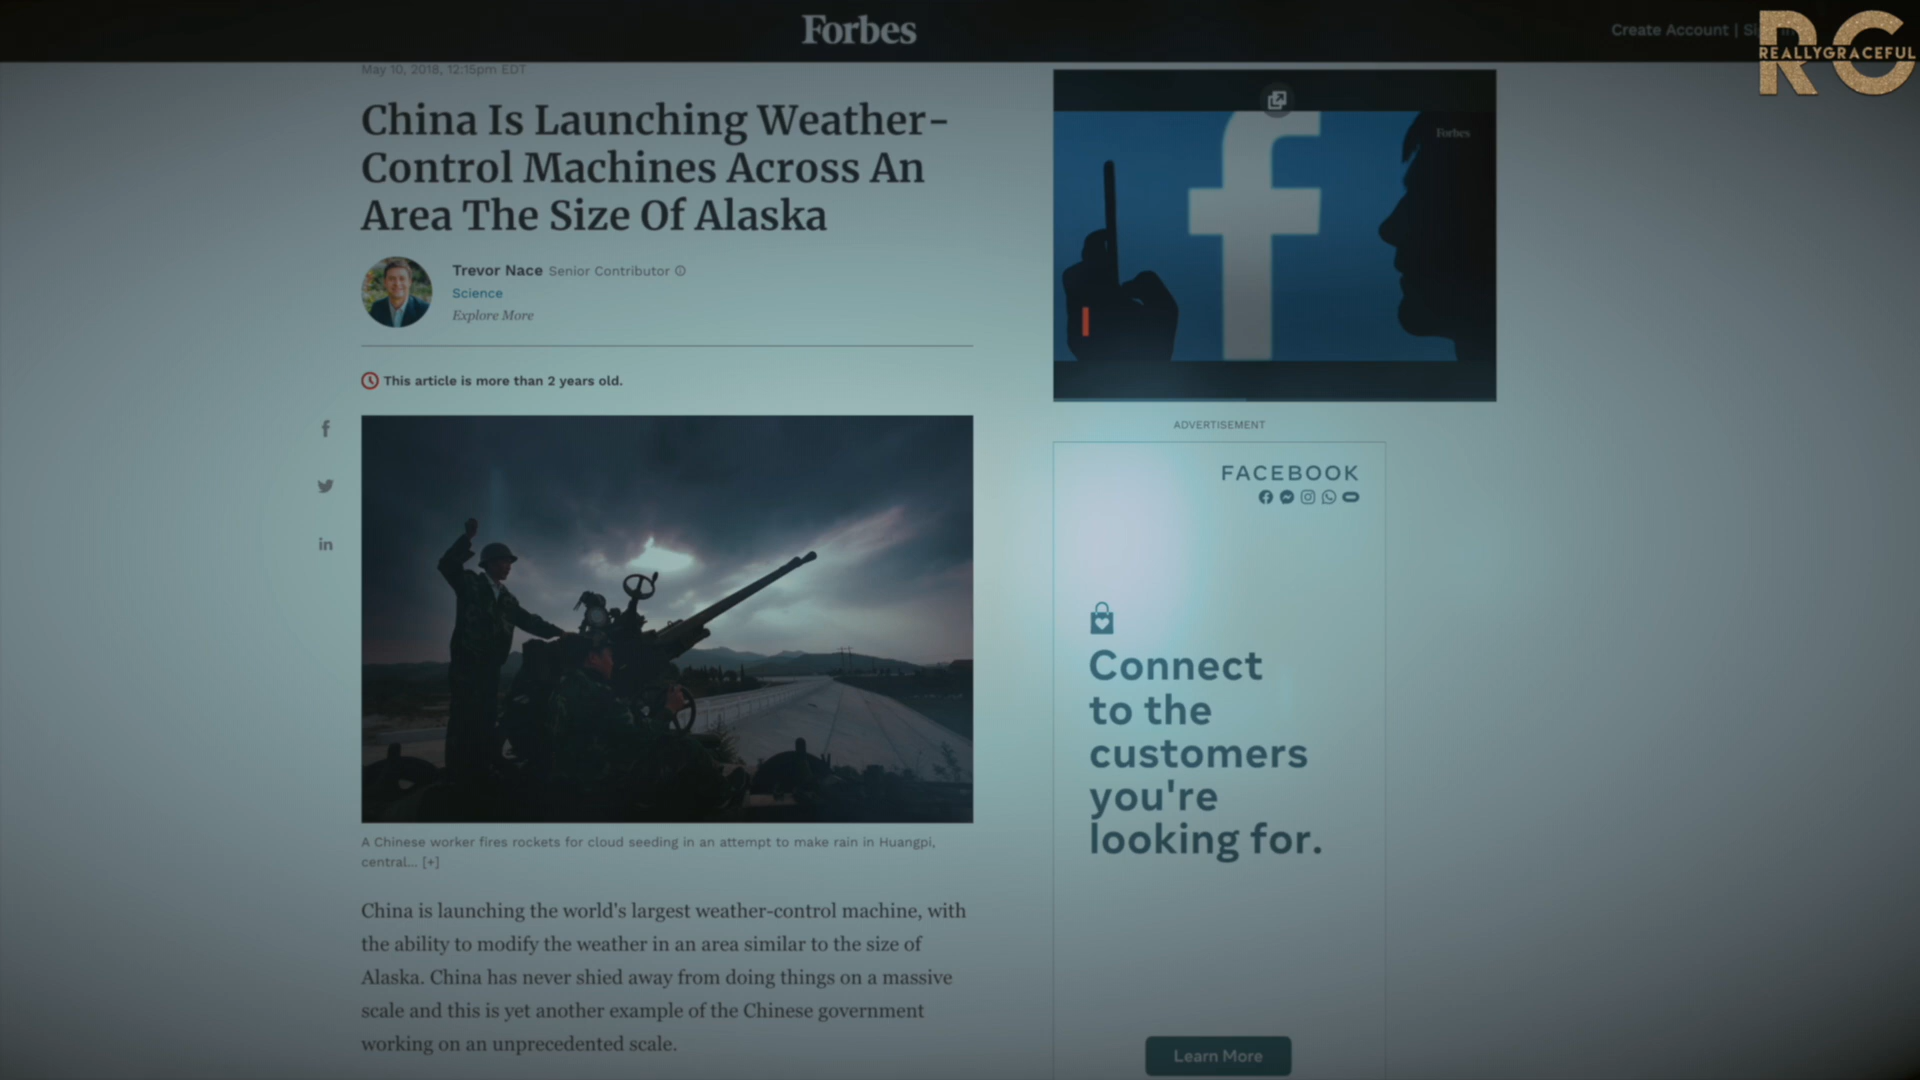 Forbes
Create Account | Si
REALLYGRACEFUL
RG
May 10, 2018, 12:15pm EDT
China Is Launching Weather-
Control Machines Across An
Area The Size Of Alaska
Trevor Nace Senior Contributor
Science
Explore More
This article is more than 2 years old.
A Chinese worker fires rockets for cloud seeding in an attempt to make rain in Huangpi,
central... [+]
China is launching the world's largest weather-control machine, with
the ability to modify the weather in an area similar to the size of
Alaska. China has never shied away from doing things on a massive
scale and this is yet another example of the Chinese government
working on an unprecedented scale.
f
in
Forbes
f
ADVERTISEMENT
FACEBOOK
Connect
to the
customers
you're
looking for.
Learn More